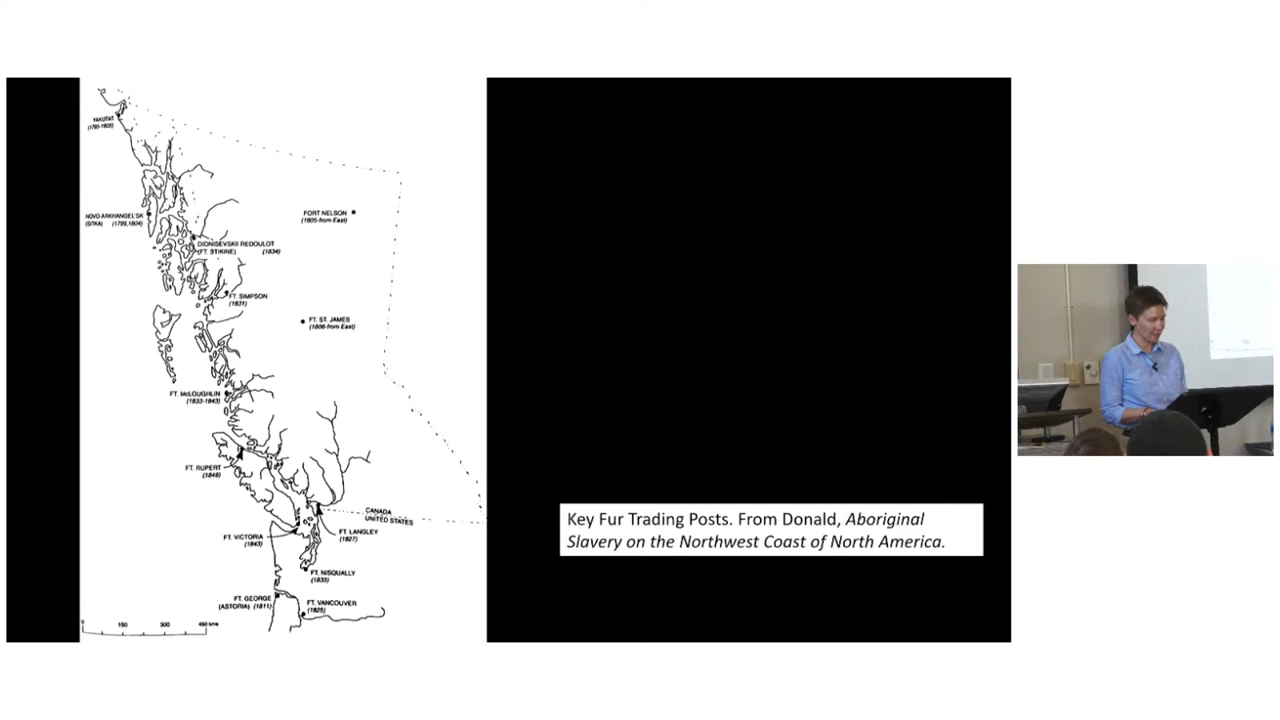 YAKUTAT
(1795-1805)
NOVO-ARKHANGEL'SK
(SITKA) (1799,1804)
FORT NELSON
(1805-from East)
DIONISEVSKII REDOULOT
(FT. STIKINE) (1834)
FT. SIMPSON
(1831)
FT. ST. JAMES
(1806-from East)
FT. McLOUGHLIN
(1833-1843)
FT. RUPERT
(1849)
CANADA
UNITED STATES
FT. VICTORIA
(1843)
FT. LANGLEY
(1827)
FT. NISQUALLY
(1833)
FT. GEORGE
(ASTORIA) (1811)
FT. VANCOUVER
(1825)
0 150 300 450 kms
Key Fur Trading Posts. From Donald, Aboriginal
Slavery on the Northwest Coast of North America.